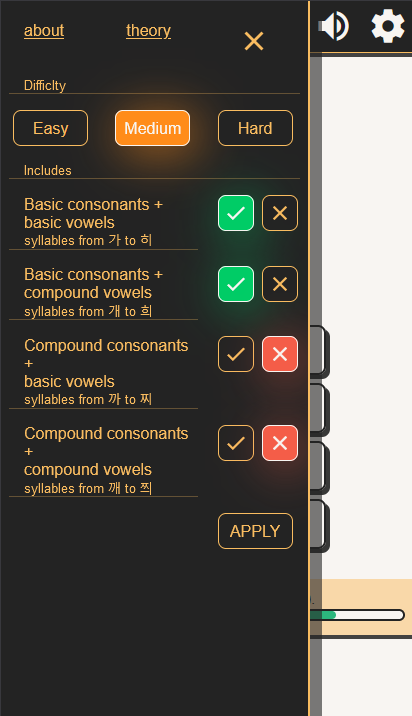 about theory
Difficlty
Easy Medium Hard
Includes
Basic consonants +
basic vowels
syllables from 가 to 히
Basic consonants +
compound vowels
syllables from 개 to 희
Compound consonants
+
basic vowels
syllables from 까 to 찌
Compound consonants
+
compound vowels
syllables from 깨 to 쯰
APPLY